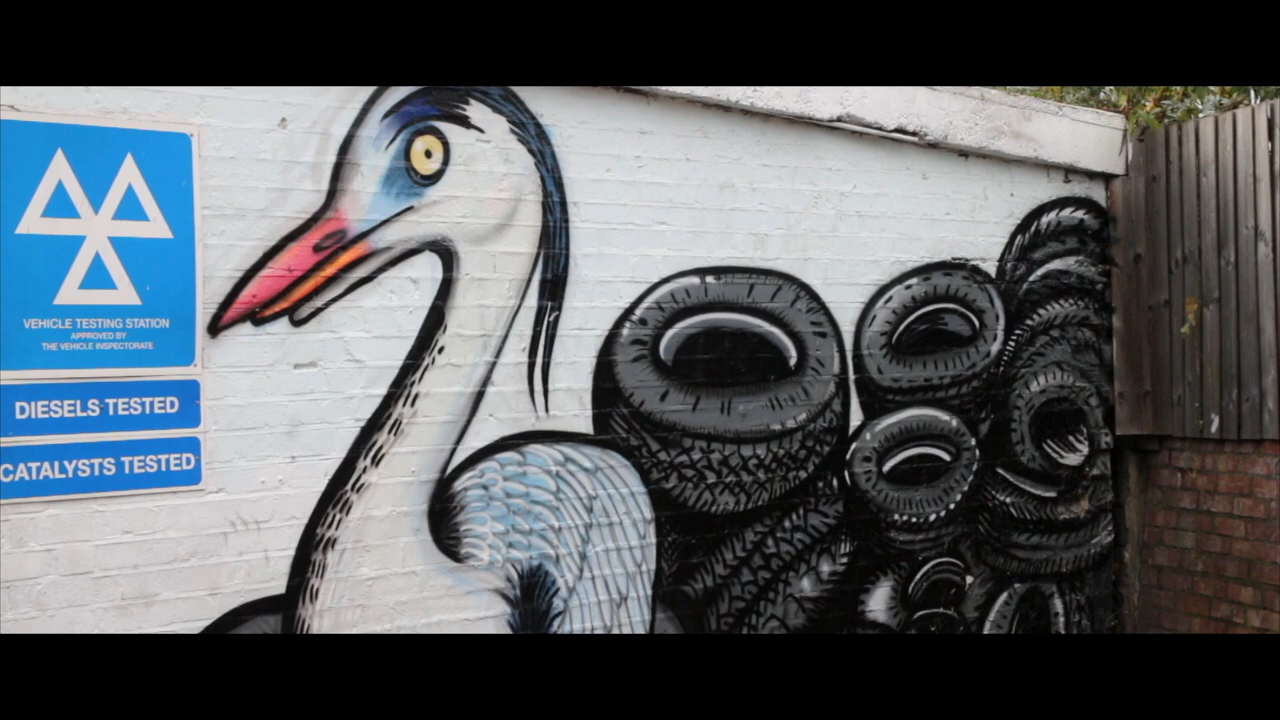 VEHICLE TESTING STATION
APPROVED BY
THE VEHICLE INSPECTORATE
DIESELS TESTED
CATALYSTS TESTED